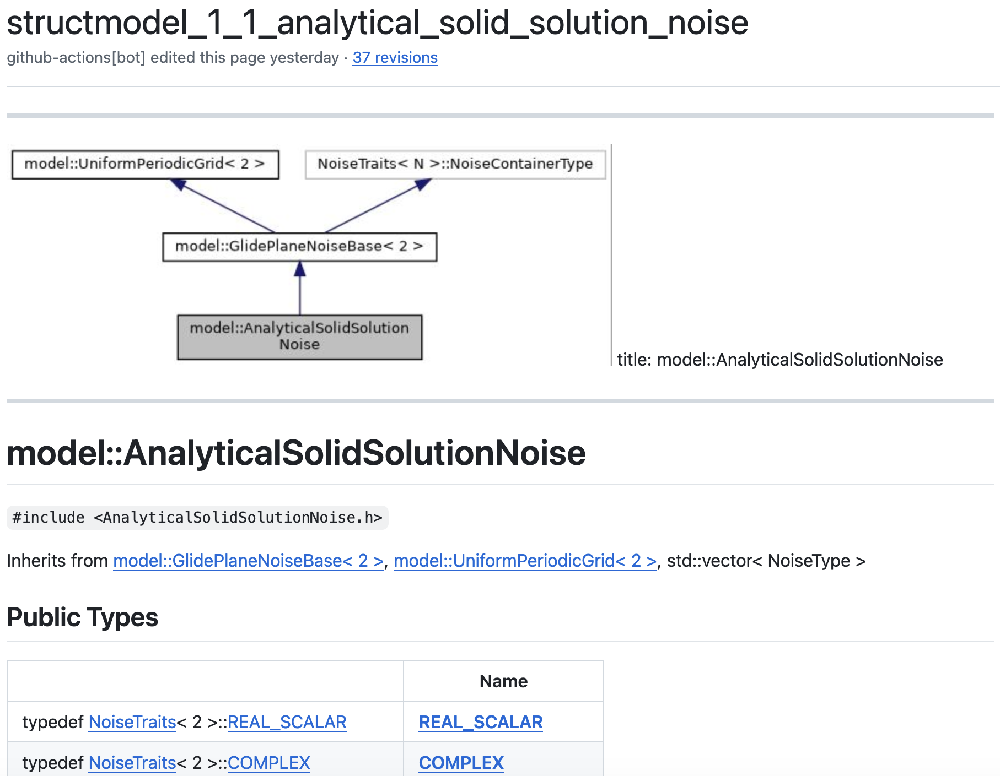 structmodel_1_1_analytical_solid_solution_noise
github-actions[bot] edited this page yesterday · 37 revisions
model::UniformPeriodicGrid< 2 >
NoiseTraits< N >::NoiseContainerType
model::GlidePlaneNoiseBase< 2 >
model::AnalyticalSolidSolution
Noise
title: model::AnalyticalSolidSolutionNoise
model::AnalyticalSolidSolutionNoise
#include <AnalyticalSolidSolutionNoise.h>
Inherits from model::GlidePlaneNoiseBase< 2 >, model::UniformPeriodicGrid< 2 >, std::vector< NoiseType >
Public Types
Name
typedef NoiseTraits< 2 >::REAL_SCALAR REAL_SCALAR
typedef NoiseTraits< 2 >::COMPLEX COMPLEX